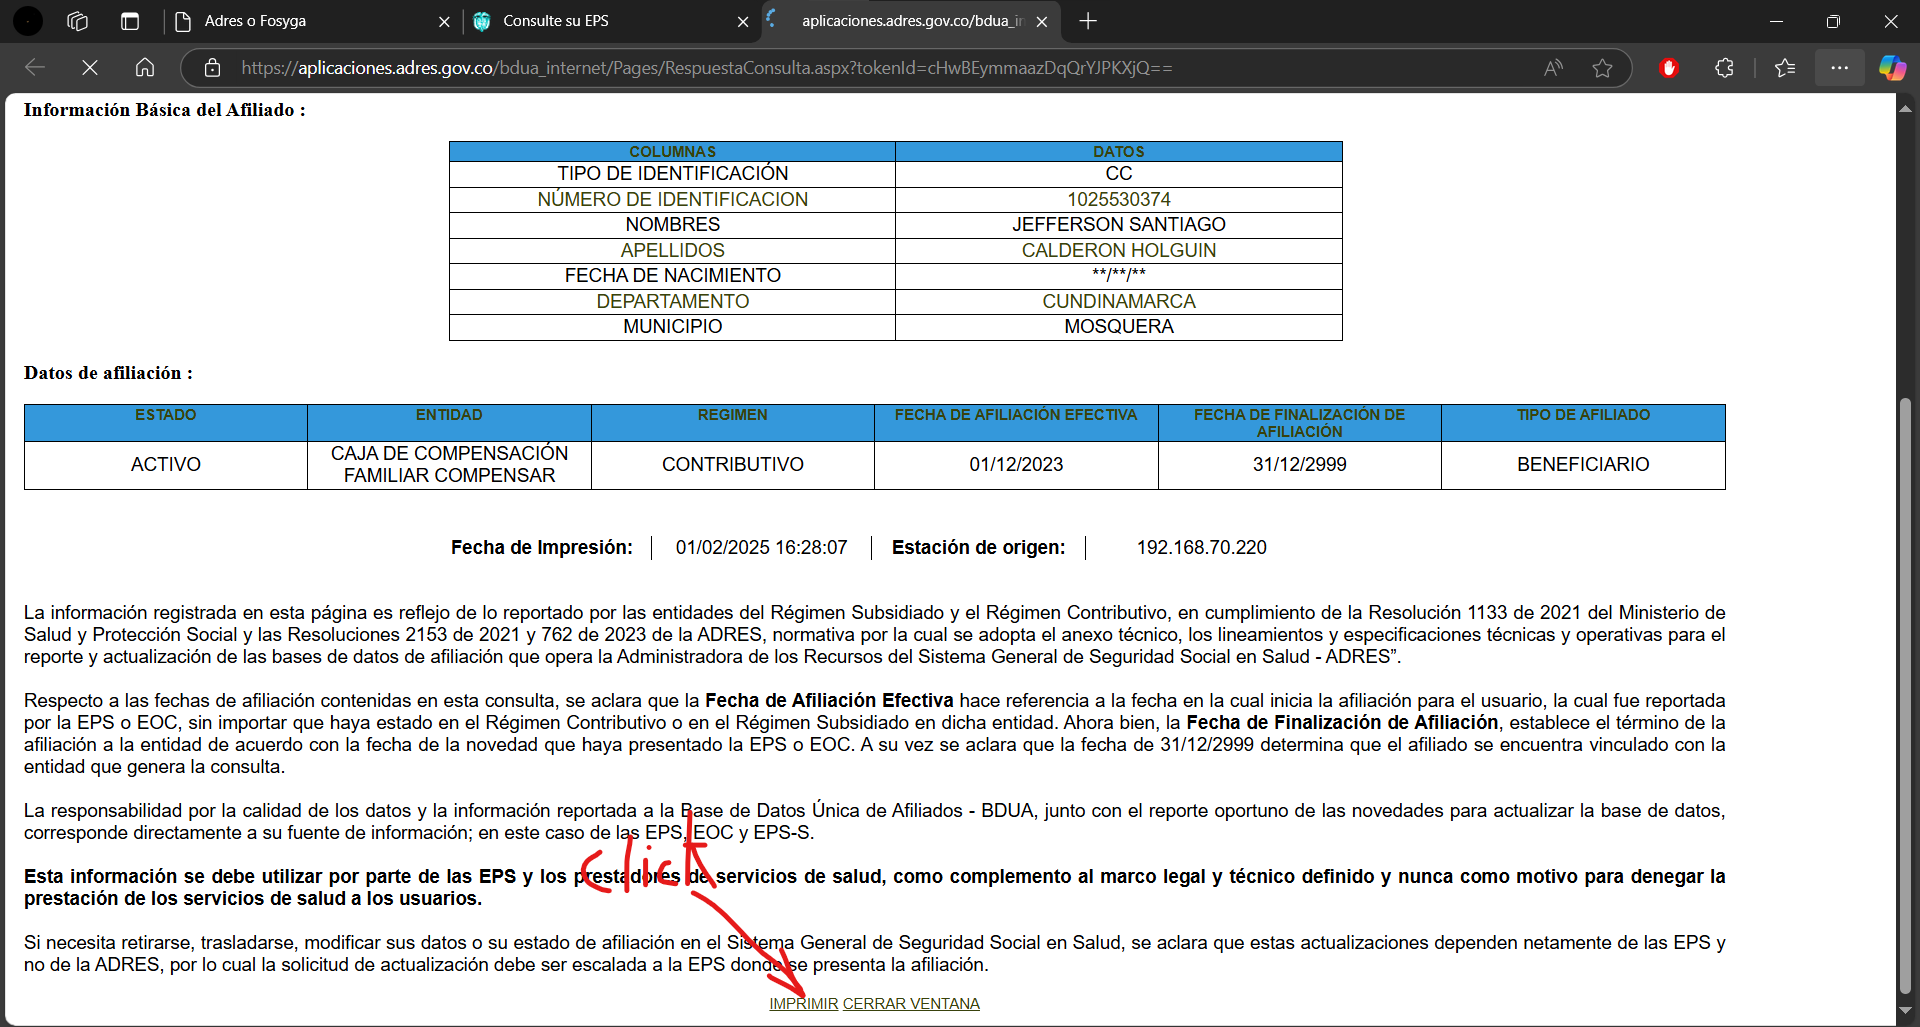 Adres o Fosyga
Consulte su EPS
aplicaciones.adres.gov.co/bdua_in
https://aplicaciones.adres.gov.co/bdua_internet/Pages/RespuestaConsulta.aspx?tokenId=cHwBEymmaazDqQrYJPKXjQ==
Información Básica del Afiliado :
COLUMNAS DATOS
TIPO DE IDENTIFICACIÓN CC
NÚMERO DE IDENTIFICACION 1025530374
NOMBRES JEFFERSON SANTIAGO
APELLIDOS CALDERON HOLGUIN
FECHA DE NACIMIENTO **/**/**
DEPARTAMENTO CUNDINAMARCA
MUNICIPIO MOSQUERA
Datos de afiliación :
ESTADO ENTIDAD REGIMEN FECHA DE AFILIACIÓN EFECTIVA FECHA DE FINALIZACIÓN DE AFILIACIÓN TIPO DE AFILIADO
ACTIVO CAJA DE COMPENSACIÓN FAMILIAR COMPENSAR CONTRIBUTIVO 01/12/2023 31/12/2999 BENEFICIARIO
Fecha de Impresión: 01/02/2025 16:28:07 Estación de origen: 192.168.70.220
La información registrada en esta página es reflejo de lo reportado por las entidades del Régimen Subsidiado y el Régimen Contributivo, en cumplimiento de la Resolución 1133 de 2021 del Ministerio de
Salud y Protección Social y las Resoluciones 2153 de 2021 y 762 de 2023 de la ADRES, normativa por la cual se adopta el anexo técnico, los lineamientos y especificaciones técnicas y operativas para el
reporte y actualización de las bases de datos de afiliación que opera la Administradora de los Recursos del Sistema General de Seguridad Social en Salud - ADRES”.
Respecto a las fechas de afiliación contenidas en esta consulta, se aclara que la Fecha de Afiliación Efectiva hace referencia a la fecha en la cual inicia la afiliación para el usuario, la cual fue reportada
por la EPS o EOC, sin importar que haya estado en el Régimen Contributivo o en el Régimen Subsidiado en dicha entidad. Ahora bien, la Fecha de Finalización de Afiliación, establece el término de la
afiliación a la entidad de acuerdo con la fecha de la novedad que haya presentado la EPS o EOC. A su vez se aclara que la fecha de 31/12/2999 determina que el afiliado se encuentra vinculado con la
entidad que genera la consulta.
La responsabilidad por la calidad de los datos y la información reportada a la Base de Datos Única de Afiliados - BDUA, junto con el reporte oportuno de las novedades para actualizar la base de datos,
corresponde directamente a su fuente de información; en este caso de las EPS, EOC y EPS-S.
click
Esta información se debe utilizar por parte de las EPS y los prestadores de servicios de salud, como complemento al marco legal y técnico definido y nunca como motivo para denegar la
prestación de los servicios de salud a los usuarios.
Si necesita retirarse, trasladarse, modificar sus datos o su estado de afiliación en el Sistema General de Seguridad Social en Salud, se aclara que estas actualizaciones dependen netamente de las EPS y
no de la ADRES, por lo cual la solicitud de actualización debe ser escalada a la EPS donde se presenta la afiliación.
IMPRIMIR CERRAR VENTANA